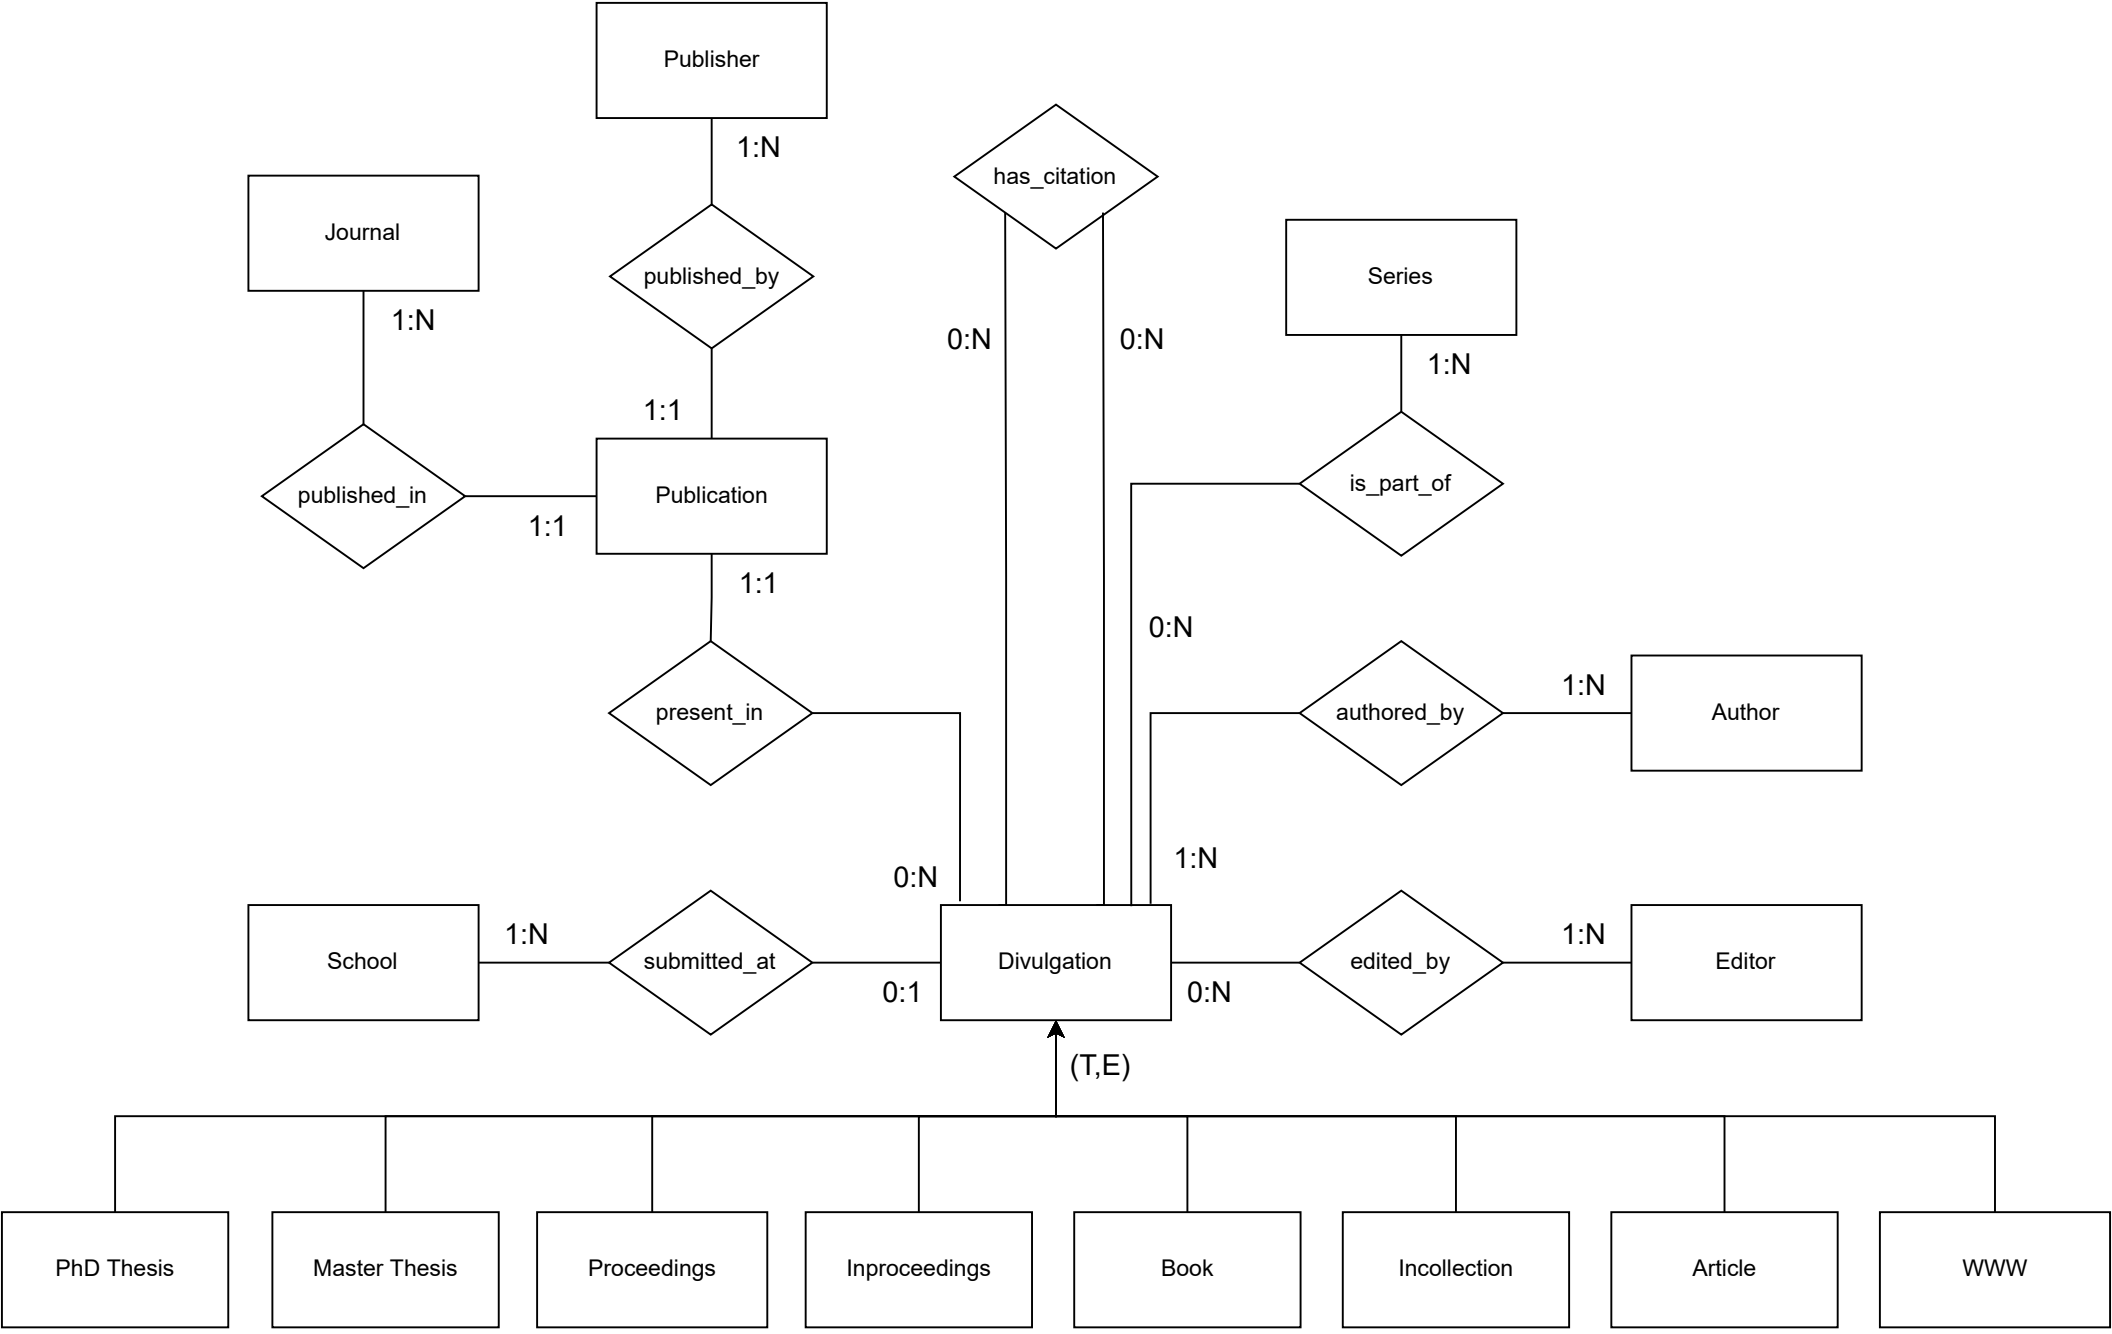 Publisher
1:N
has_citation
Journal
published_by
Series
1:N
0:N
0:N
1:N
1:1
published_in
Publication
is_part_of
1:1
1:1
0:N
present_in
authored_by
1:N
Author
0:N
1:N
School
1:N
submitted_at
0:1
Divulgation
0:N
edited_by
1:N
Editor
(T,E)
PhD Thesis
Master Thesis
Proceedings
Inproceedings
Book
Incollection
Article
WWW